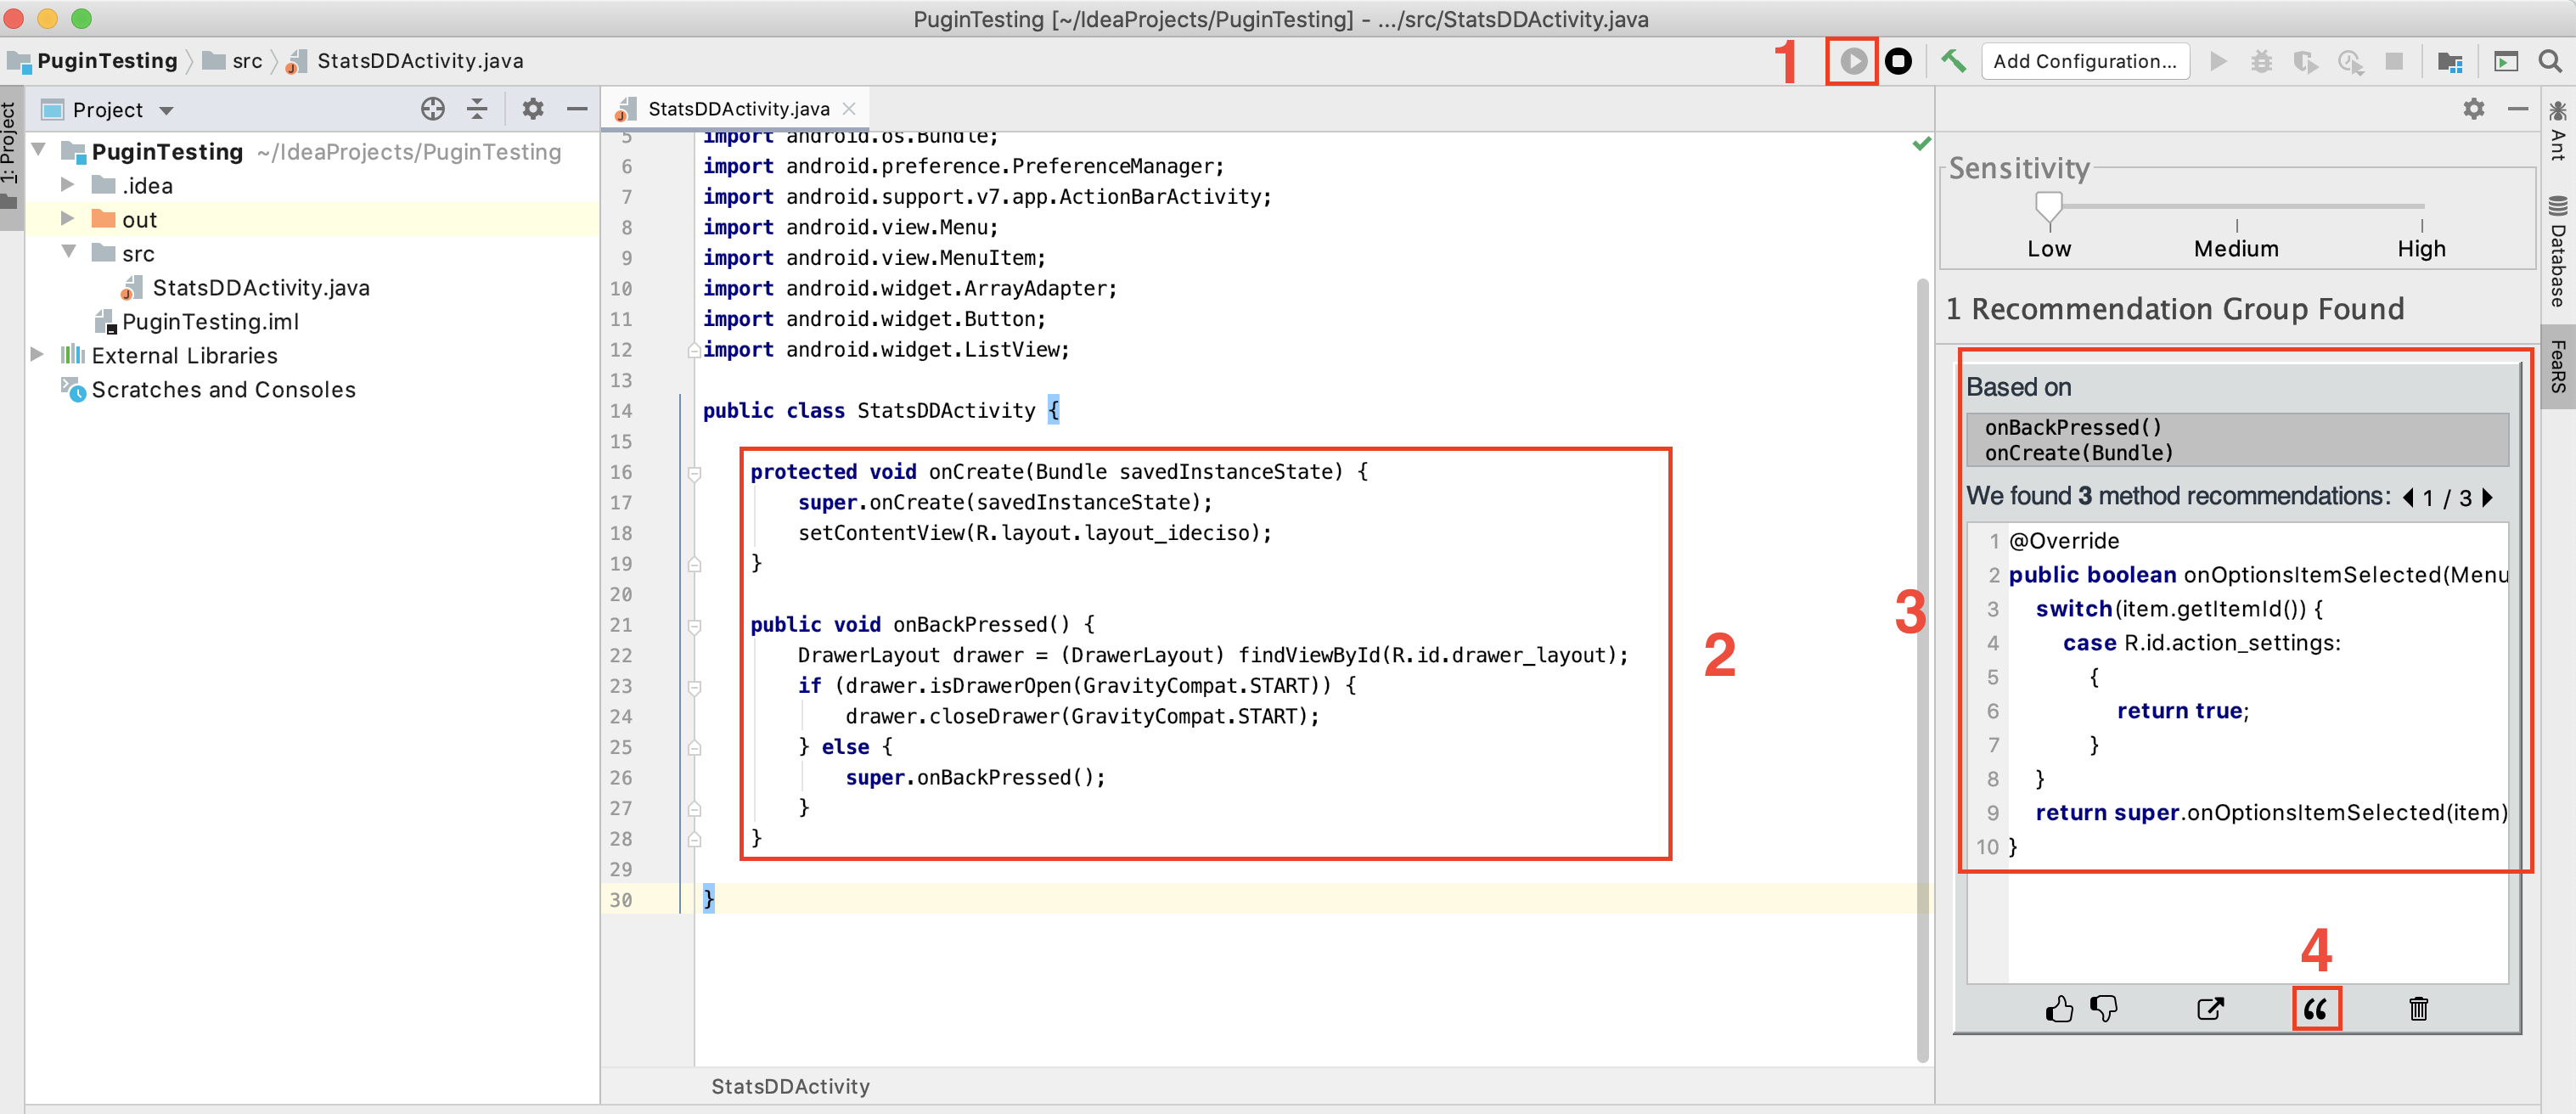 PuginTesting [~/IdeaProjects/PuginTesting] - .../src/StatsDDActivity.java
PuginTesting
src
StatsDDActivity.java
1
Add Configuration...
1: Project
Project
StatsDDActivity.java
PuginTesting ~/IdeaProjects/PuginTesting
.idea
out
src
StatsDDActivity.java
PuginTesting.iml
External Libraries
Scratches and Consoles
5 import android.os.Bundle;
6 import android.preference.PreferenceManager;
7 import android.support.v7.app.ActionBarActivity;
8 import android.view.Menu;
9 import android.view.MenuItem;
10 import android.widget.ArrayAdapter;
11 import android.widget.Button;
12 import android.widget.ListView;
13
14 public class StatsDDActivity {
15
16 protected void onCreate(Bundle savedInstanceState) {
17 super.onCreate(savedInstanceState);
18 setContentView(R.layout.layout_ideciso);
19 }
20
21 public void onBackPressed() {
22 DrawerLayout drawer = (DrawerLayout) findViewById(R.id.drawer_layout);
23 if (drawer.isDrawerOpen(GravityCompat.START)) {
24 drawer.closeDrawer(GravityCompat.START);
25 } else {
26 super.onBackPressed();
27 }
28 }
29
30 }
2
StatsDDActivity
Sensitivity
Low Medium High
1 Recommendation Group Found
3
Based on
onBackPressed()
onCreate(Bundle)
We found 3 method recommendations: 1 / 3
1 @Override
2 public boolean onOptionsItemSelected(Menu
3 switch(item.getItemId()) {
4 case R.id.action_settings:
5 {
6 return true;
7 }
8 }
9 return super.onOptionsItemSelected(item)
10 }
4
Ant
Database
FeaRS